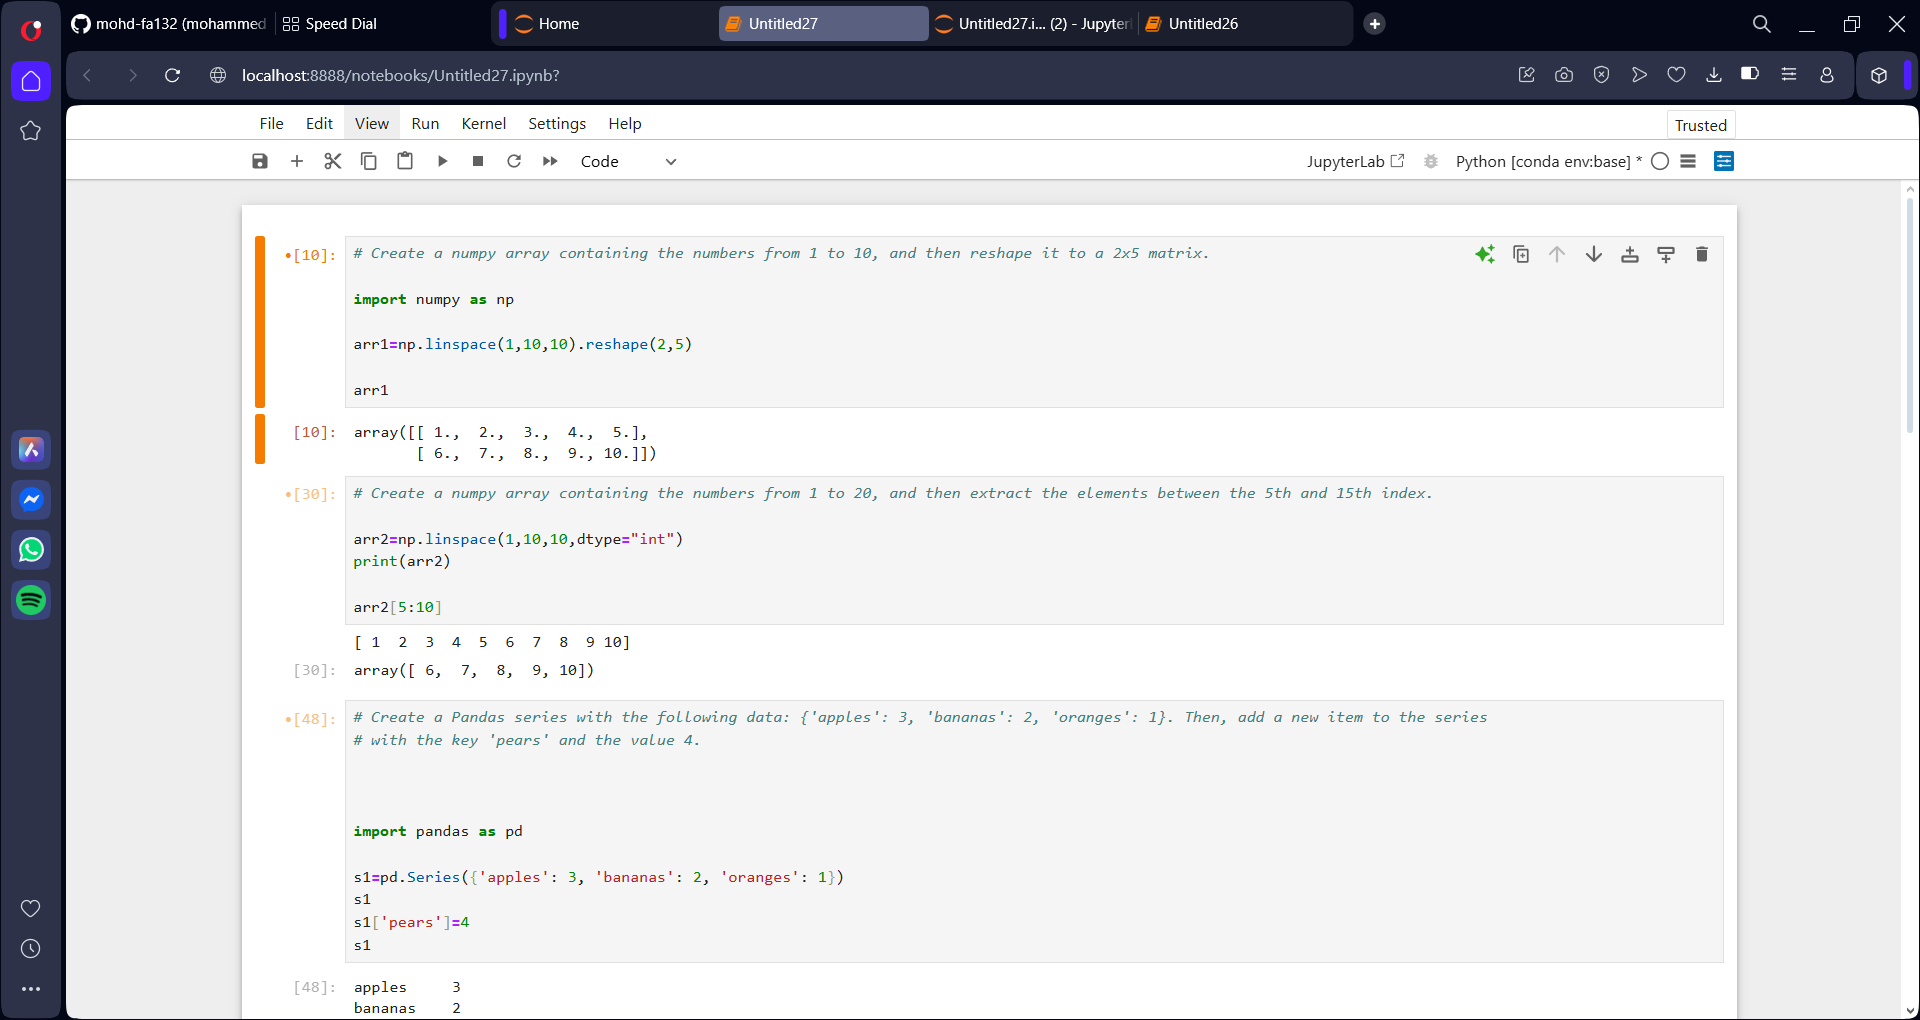 mohd-fa132 (mohammed
Speed Dial
Home
Untitled27
Untitled27.i... (2) - Jupyter
Untitled26
localhost:8888/notebooks/Untitled27.ipynb?
File Edit View Run Kernel Settings Help
Trusted
Code
JupyterLab
Python [conda env:base] *
•[10]:
# Create a numpy array containing the numbers from 1 to 10, and then reshape it to a 2x5 matrix.
import numpy as np
arr1=np.linspace(1,10,10).reshape(2,5)
arr1
[10]:
array([[ 1.,  2.,  3.,  4.,  5.],
       [ 6.,  7.,  8.,  9., 10.]])
•[30]:
# Create a numpy array containing the numbers from 1 to 20, and then extract the elements between the 5th and 15th index.
arr2=np.linspace(1,10,10,dtype="int")
print(arr2)
arr2[5:10]
[ 1  2  3  4  5  6  7  8  9 10]
[30]:
array([ 6,  7,  8,  9, 10])
•[48]:
# Create a Pandas series with the following data: {'apples': 3, 'bananas': 2, 'oranges': 1}. Then, add a new item to the series
# with the key 'pears' and the value 4.
import pandas as pd
s1=pd.Series({'apples': 3, 'bananas': 2, 'oranges': 1})
s1
s1['pears']=4
s1
[48]:
apples     3
bananas    2